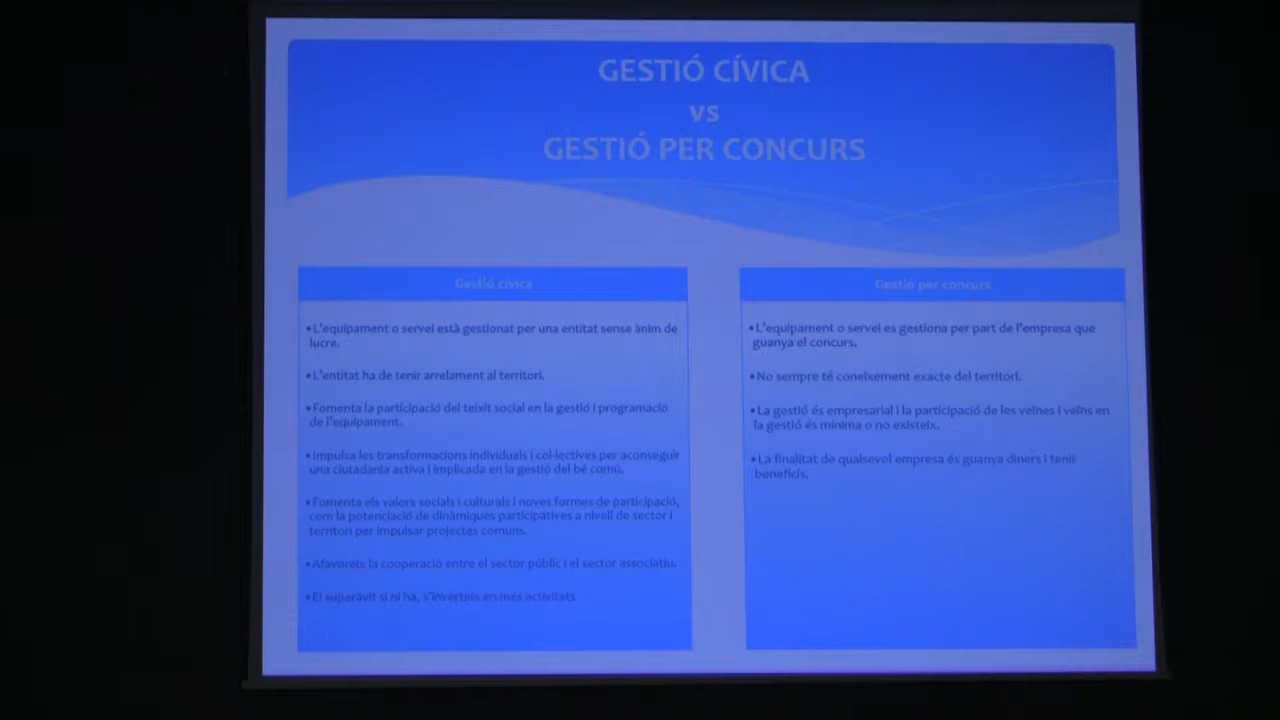 GESTIÓ CÍVICA
vs
GESTIÓ PER CONCURS
Gestió cívica
•L'equipament o servei està gestionat per una entitat sense ànim de
lucre.
•L'entitat ha de tenir arrelament al territori.
•Fomenta la participació del teixit social en la gestió i programació
de l'equipament.
•Impulsa les transformacions individuals i col·lectives per aconseguir
una ciutadania activa i implicada en la gestió del bé comú.
•Fomenta els valors socials i culturals i noves formes de participació,
com la potenciació de dinàmiques participatives a nivell de sector i
territori per impulsar projectes comuns.
•Afavoreix la cooperació entre el sector públic i el sector associatiu.
•El superàvit si ni ha, s'inverteix en més activitats
Gestió per concurs
•L'equipament o servei es gestiona per part de l'empresa que
guanya el concurs.
•No sempre té coneixement exacte del territori.
•La gestió és empresarial i la participació de les veïnes i veïns en
la gestió és mínima o no existeix.
•La finalitat de qualsevol empresa és guanya diners i tenir
beneficis.